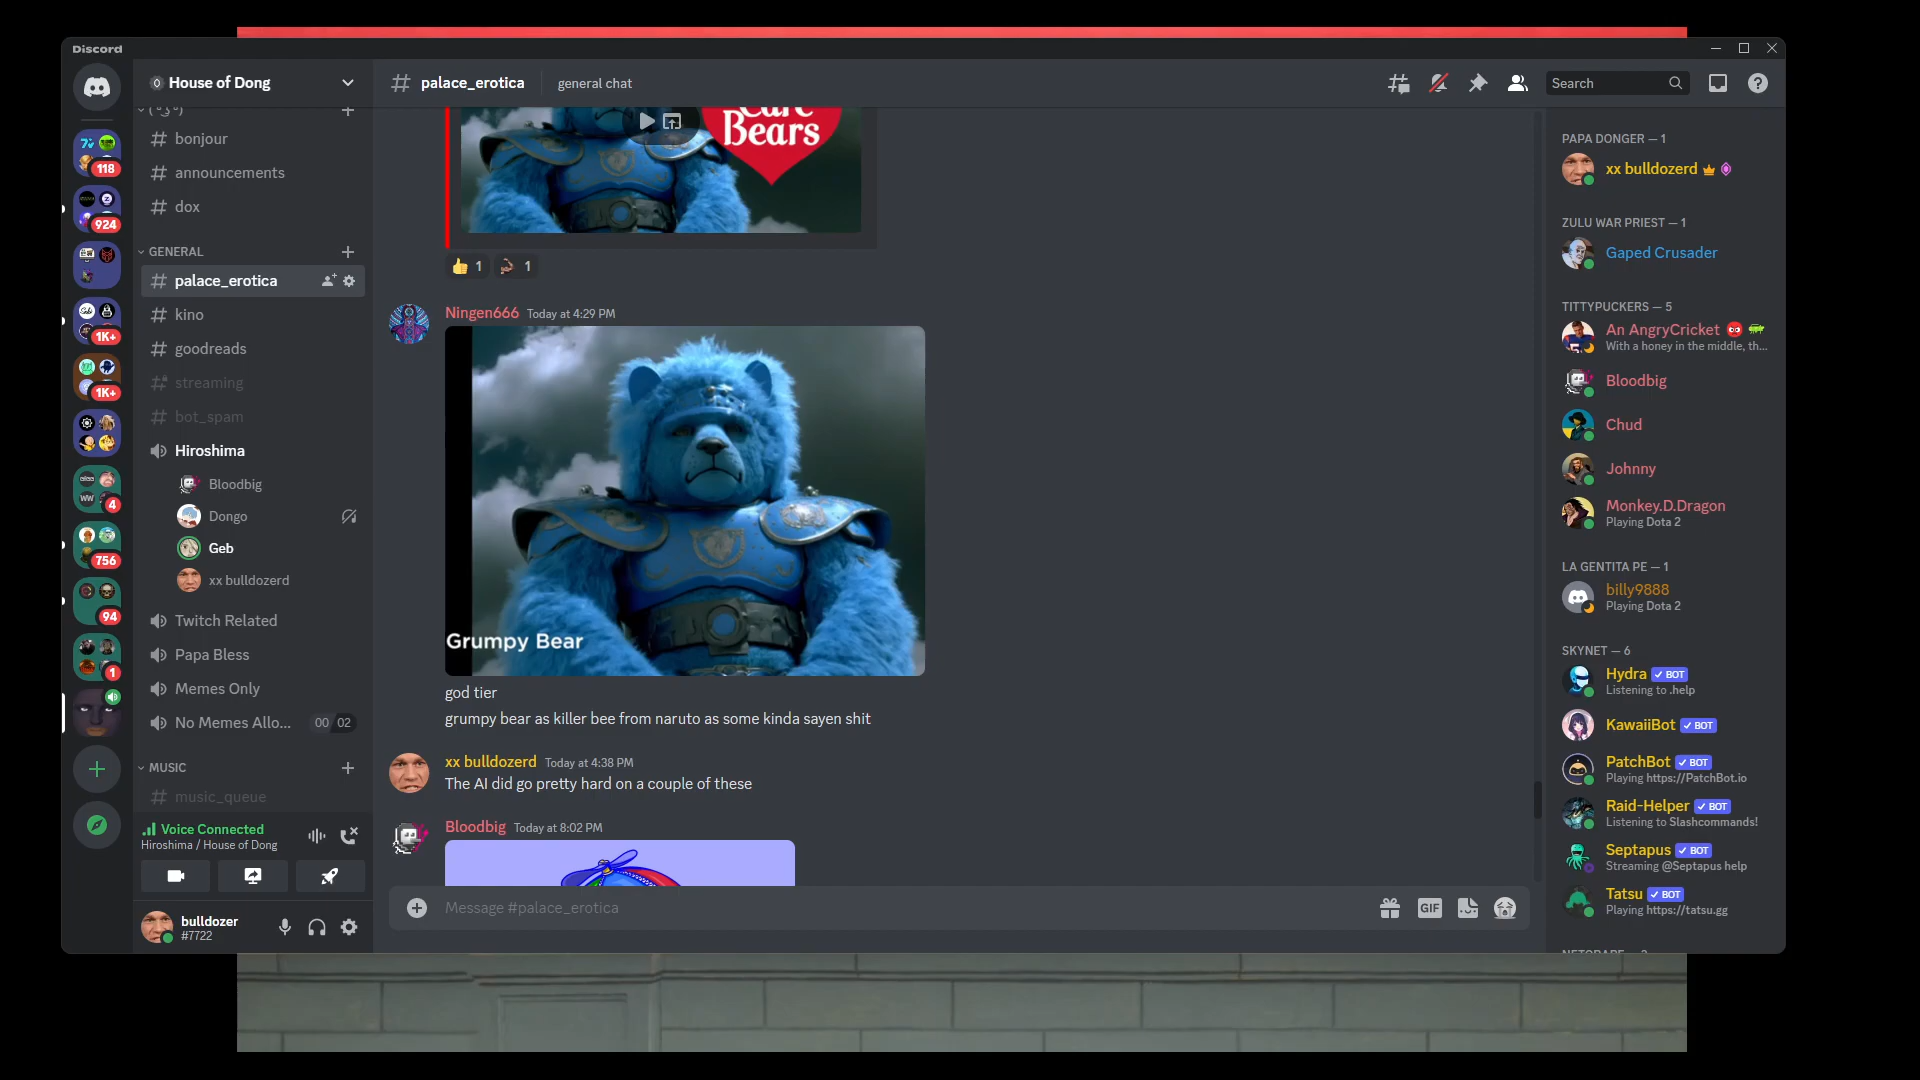 Discord
House of Dong
palace_erotica
general chat
Search
bonjour
announcements
dox
GENERAL
palace_erotica
kino
goodreads
streaming
bot_spam
Hiroshima
Bloodbig
Dongo
Geb
xx bulldozerd
Twitch Related
Papa Bless
Memes Only
No Memes Allo... 00 02
MUSIC
music_queue
Voice Connected
Hiroshima / House of Dong
bulldozer
#7722
118
924
1K+
1K+
4
756
94
1
Care
Bears
1 1
Ningen666 Today at 4:29 PM
Grumpy Bear
god tier
grumpy bear as killer bee from naruto as some kinda sayen shit
xx bulldozerd Today at 4:38 PM
The AI did go pretty hard on a couple of these
Bloodbig Today at 8:02 PM
Message #palace_erotica
GIF
PAPA DONGER — 1
xx bulldozerd
ZULU WAR PRIEST — 1
Gaped Crusader
TITTYPUCKERS — 5
An AngryCricket
With a honey in the middle, th...
Bloodbig
Chud
Johnny
Monkey.D.Dragon
Playing Dota 2
LA GENTITA PE — 1
billy9888
Playing Dota 2
SKYNET — 6
Hydra BOT
Listening to .help
KawaiiBot BOT
PatchBot BOT
Playing https://PatchBot.io
Raid-Helper BOT
Listening to Slashcommands!
Septapus BOT
Streaming @Septapus help
Tatsu BOT
Playing https://tatsu.gg